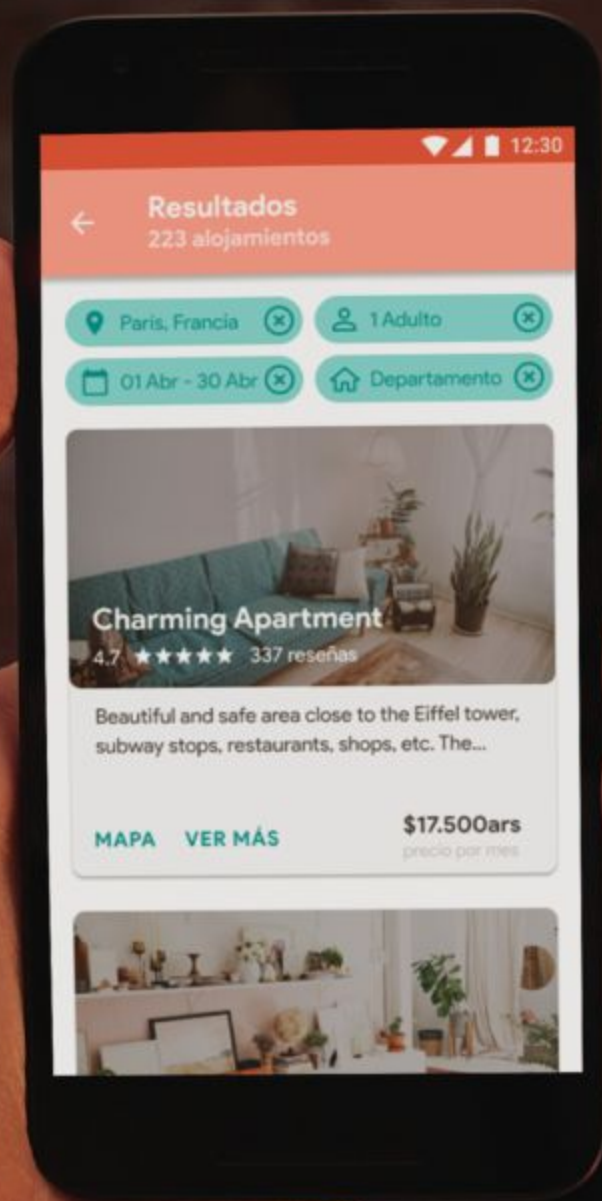 12:30
Resultados
223 alojamientos
París, Francia
1 Adulto
01 Abr - 30 Abr
Departamento
Charming Apartment
4.7 ★★★★★ 337 reseñas
Beautiful and safe area close to the Eiffel tower,
subway stops, restaurants, shops, etc. The...
MAPA VER MÁS
$17.500ars
precio por mes